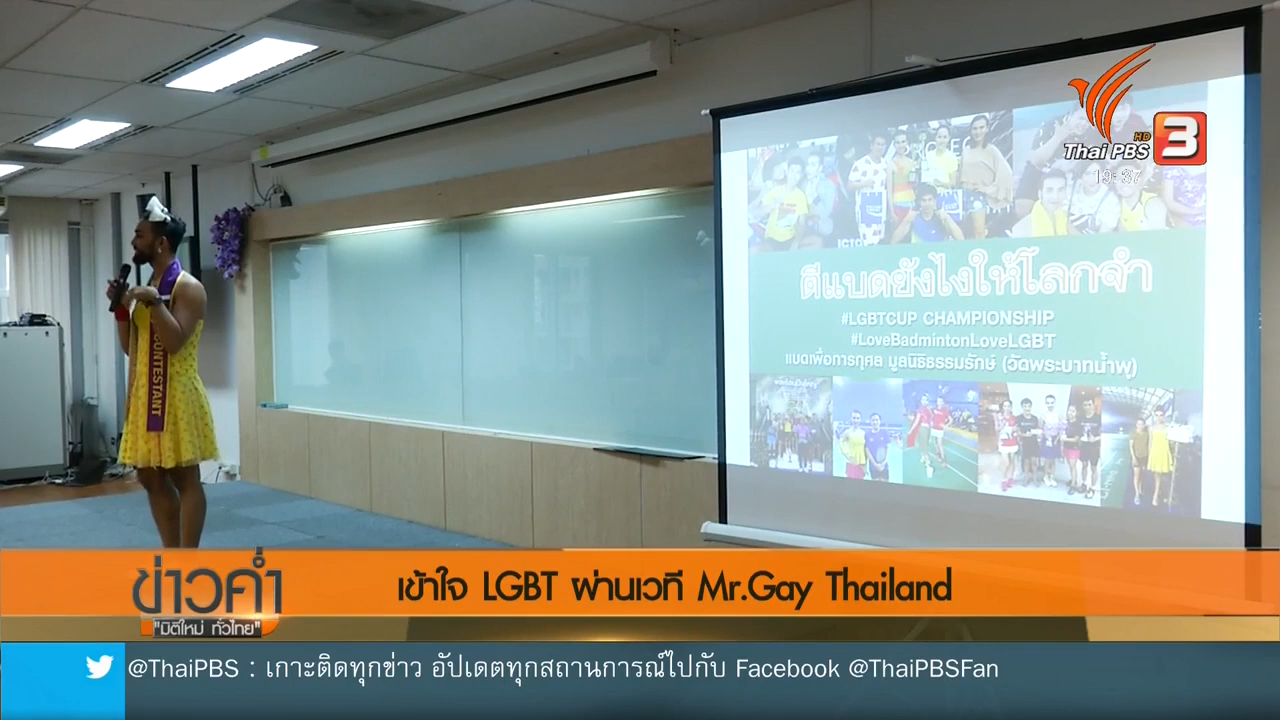 HD
Thai PBS 3
19:37
ตีแบดยังไงให้โลกจำ
#LGBTCUP CHAMPIONSHIP
#LoveBadmintonLoveLGBT
แบดเพื่อการกุศล มูลนิธิธรรมรักษ์ (วัดพระบาทน้ำพุ)
CONTESTANT
ข่าวค่ำ
"มิติใหม่ ทั่วไทย"
เข้าใจ LGBT ผ่านเวที Mr.Gay Thailand
@ThaiPBS : เกาะติดทุกข่าว อัปเดตทุกสถานการณ์ไปกับ Facebook @ThaiPBSFan